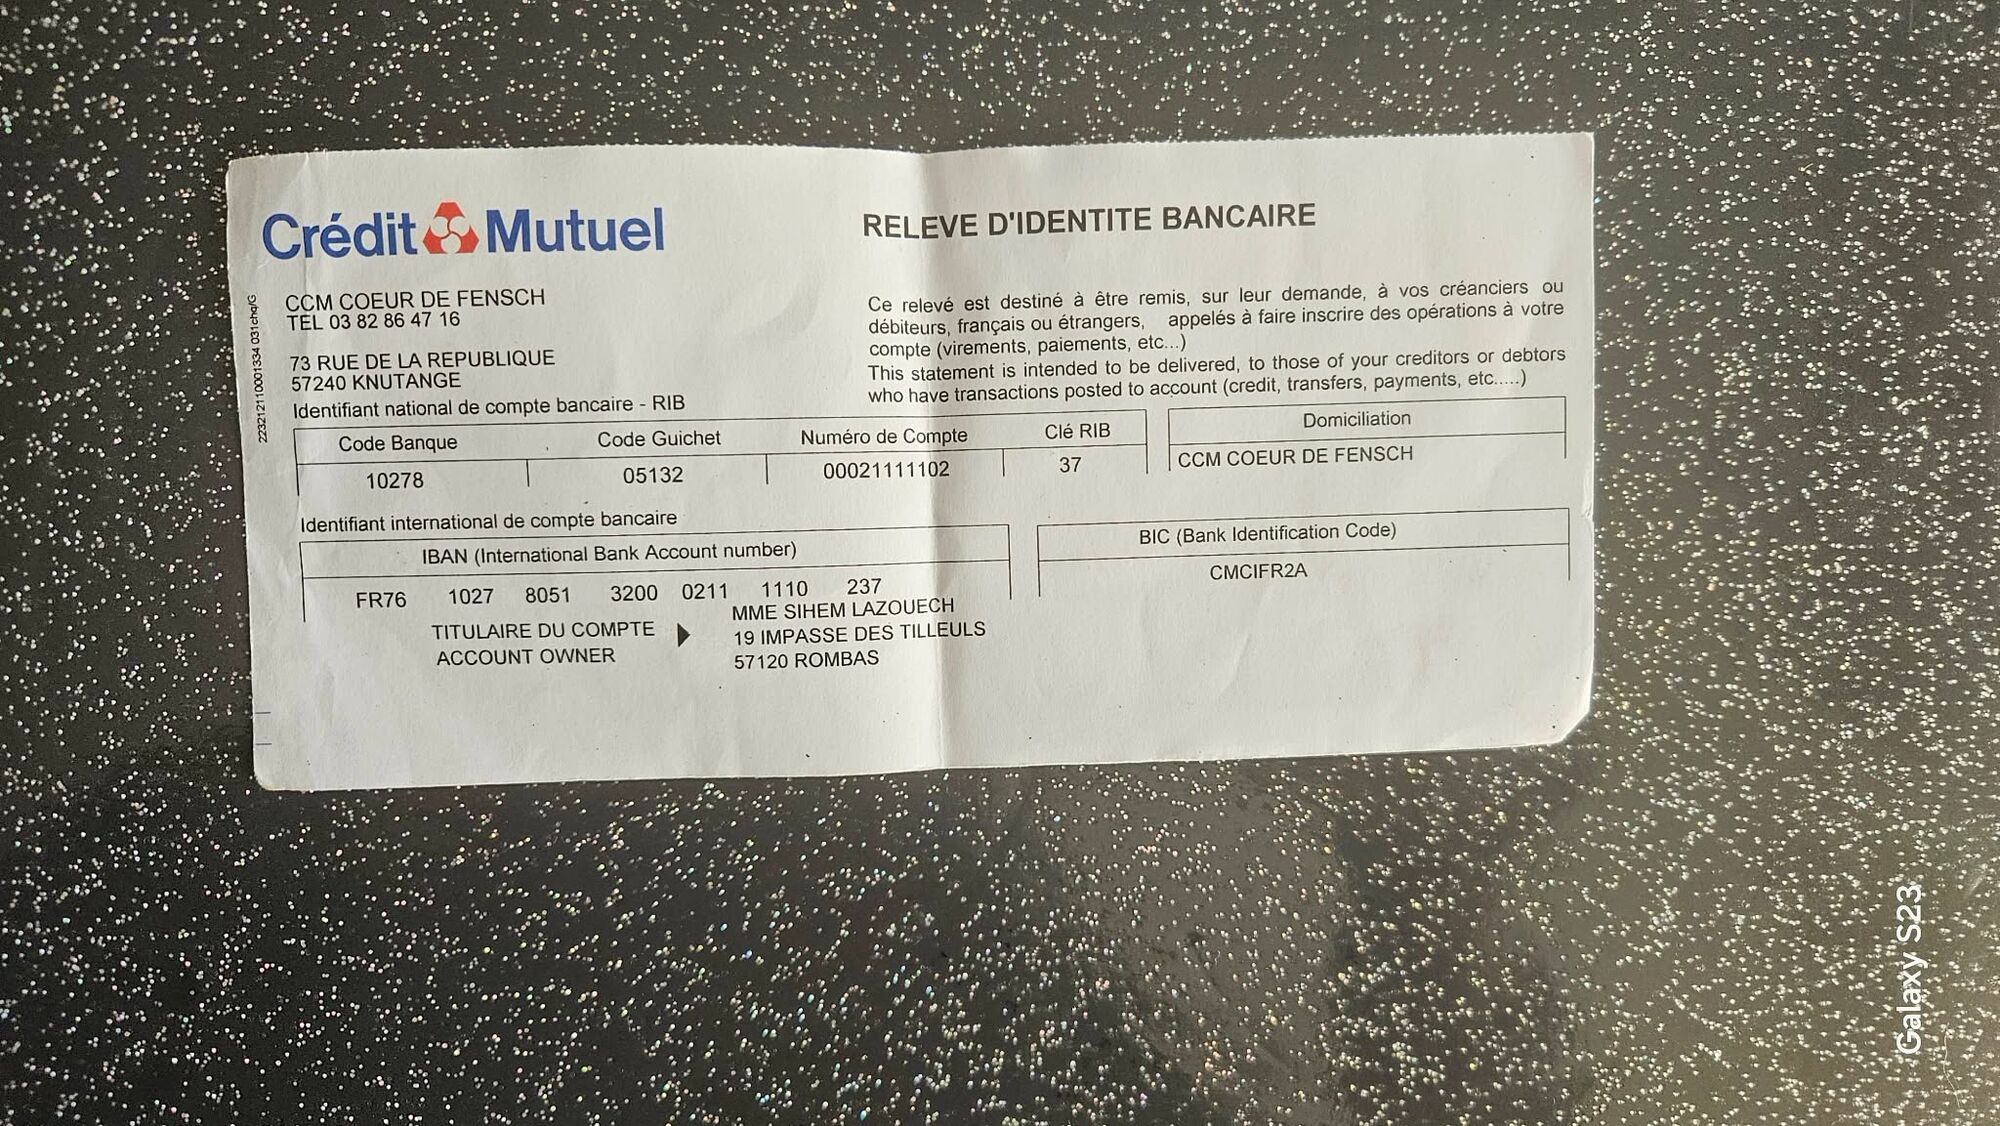 Crédit Mutuel
RELEVE D'IDENTITE BANCAIRE
CCM COEUR DE FENSCH
TEL 03 82 86 47 16
73 RUE DE LA REPUBLIQUE
57240 KNUTANGE
Ce relevé est destiné à être remis, sur leur demande, à vos créanciers ou
débiteurs, français ou étrangers, appelés à faire inscrire des opérations à votre
compte (virements, paiements, etc...)
This statement is intended to be delivered, to those of your creditors or debtors
who have transactions posted to account (credit, transfers, payments, etc.....)
Identifiant national de compte bancaire - RIB
Code Banque Code Guichet Numéro de Compte Clé RIB Domiciliation
10278 05132 00021111102 37 CCM COEUR DE FENSCH
Identifiant international de compte bancaire
IBAN (International Bank Account number) BIC (Bank Identification Code)
FR76 1027 8051 3200 0211 1110 237 CMCIFR2A
TITULAIRE DU COMPTE
ACCOUNT OWNER
MME SIHEM LAZOUECH
19 IMPASSE DES TILLEULS
57120 ROMBAS
Galaxy S23